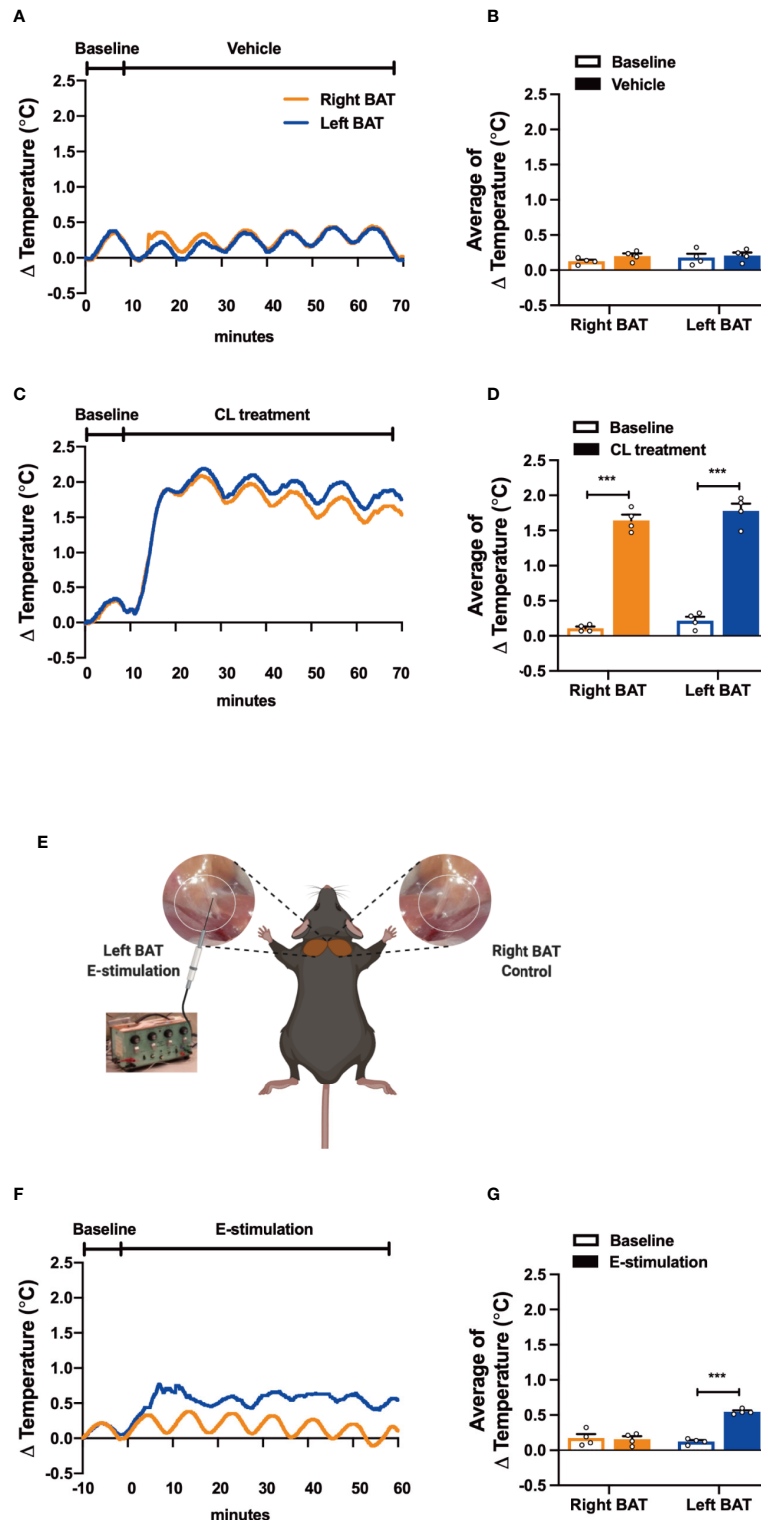 A
Baseline
Vehicle
Δ Temperature (°C)
2.5
2.0
1.5
1.0
0.5
0.0
-0.5
Right BAT
Left BAT
0 10 20 30 40 50 60 70
minutes
B
Baseline
Vehicle
Average of
Δ Temperature (°C)
2.5
2.0
1.5
1.0
0.5
0.0
-0.5
Right BAT Left BAT
C
Baseline
CL treatment
Δ Temperature (°C)
2.5
2.0
1.5
1.0
0.5
0.0
-0.5
0 10 20 30 40 50 60 70
minutes
D
Baseline
CL treatment
Average of
Δ Temperature (°C)
2.5
2.0
1.5
1.0
0.5
0.0
-0.5
*** ***
Right BAT Left BAT
E
Left BAT
E-stimulation
Right BAT
Control
F
Baseline
E-stimulation
Δ Temperature (°C)
2.5
2.0
1.5
1.0
0.5
0.0
-0.5
-10 0 10 20 30 40 50 60
minutes
G
Baseline
E-stimulation
Average of
Δ Temperature (°C)
2.5
2.0
1.5
1.0
0.5
0.0
-0.5
***
Right BAT Left BAT